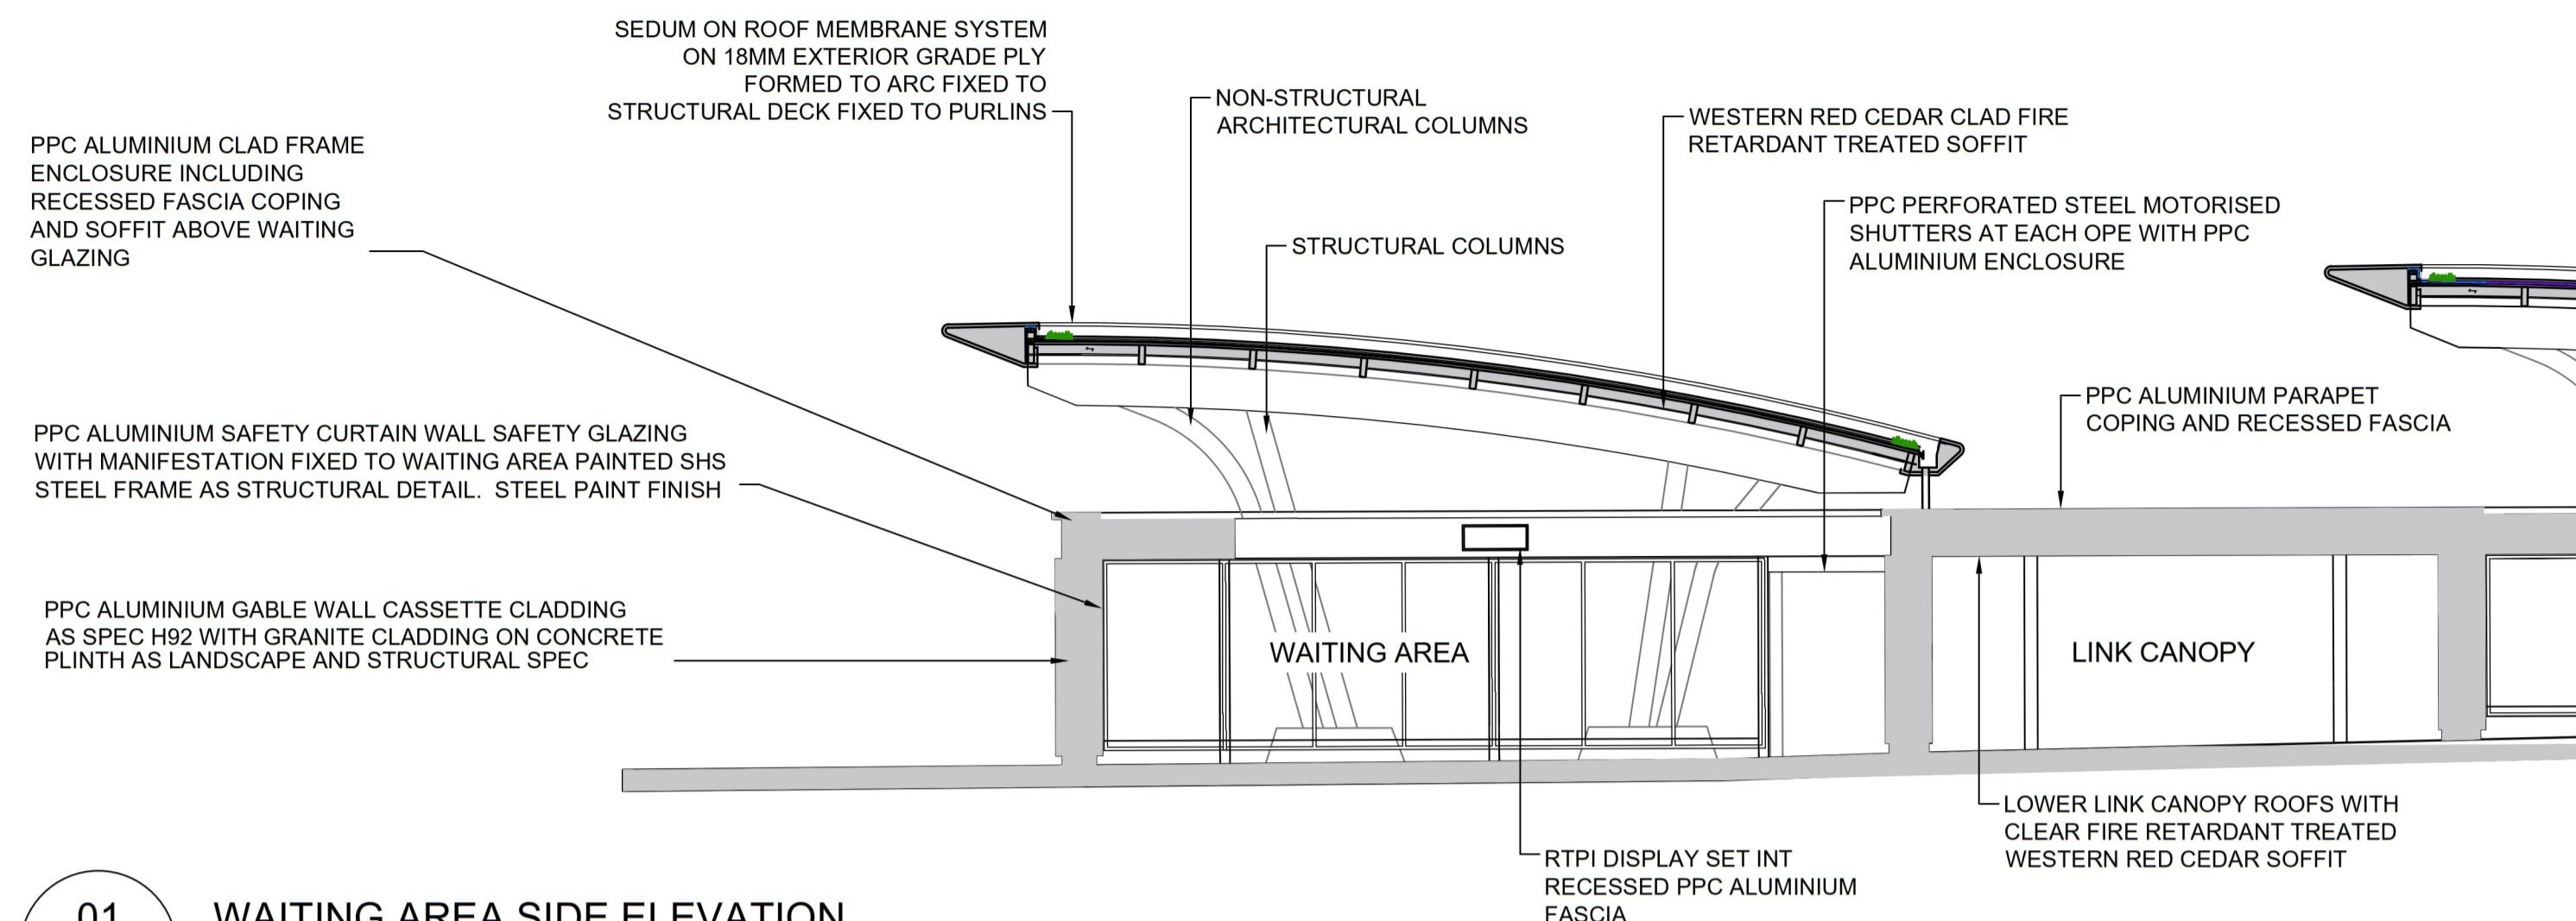 SEDUM ON ROOF MEMBRANE SYSTEM
ON 18MM EXTERIOR GRADE PLY
FORMED TO ARC FIXED TO
STRUCTURAL DECK FIXED TO PURLINS
NON-STRUCTURAL
ARCHITECTURAL COLUMNS
WESTERN RED CEDAR CLAD FIRE
RETARDANT TREATED SOFFIT
PPC ALUMINIUM CLAD FRAME
ENCLOSURE INCLUDING
RECESSED FASCIA COPING
AND SOFFIT ABOVE WAITING
GLAZING
STRUCTURAL COLUMNS
PPC PERFORATED STEEL MOTORISED
SHUTTERS AT EACH OPE WITH PPC
ALUMINIUM ENCLOSURE
PPC ALUMINIUM PARAPET
COPING AND RECESSED FASCIA
PPC ALUMINIUM SAFETY CURTAIN WALL SAFETY GLAZING
WITH MANIFESTATION FIXED TO WAITING AREA PAINTED SHS
STEEL FRAME AS STRUCTURAL DETAIL. STEEL PAINT FINISH
PPC ALUMINIUM GABLE WALL CASSETTE CLADDING
AS SPEC H92 WITH GRANITE CLADDING ON CONCRETE
PLINTH AS LANDSCAPE AND STRUCTURAL SPEC
WAITING AREA
LINK CANOPY
LOWER LINK CANOPY ROOFS WITH
CLEAR FIRE RETARDANT TREATED
WESTERN RED CEDAR SOFFIT
RTPI DISPLAY SET INT
RECESSED PPC ALUMINIUM
FASCIA
01
WAITING AREA SIDE ELEVATION